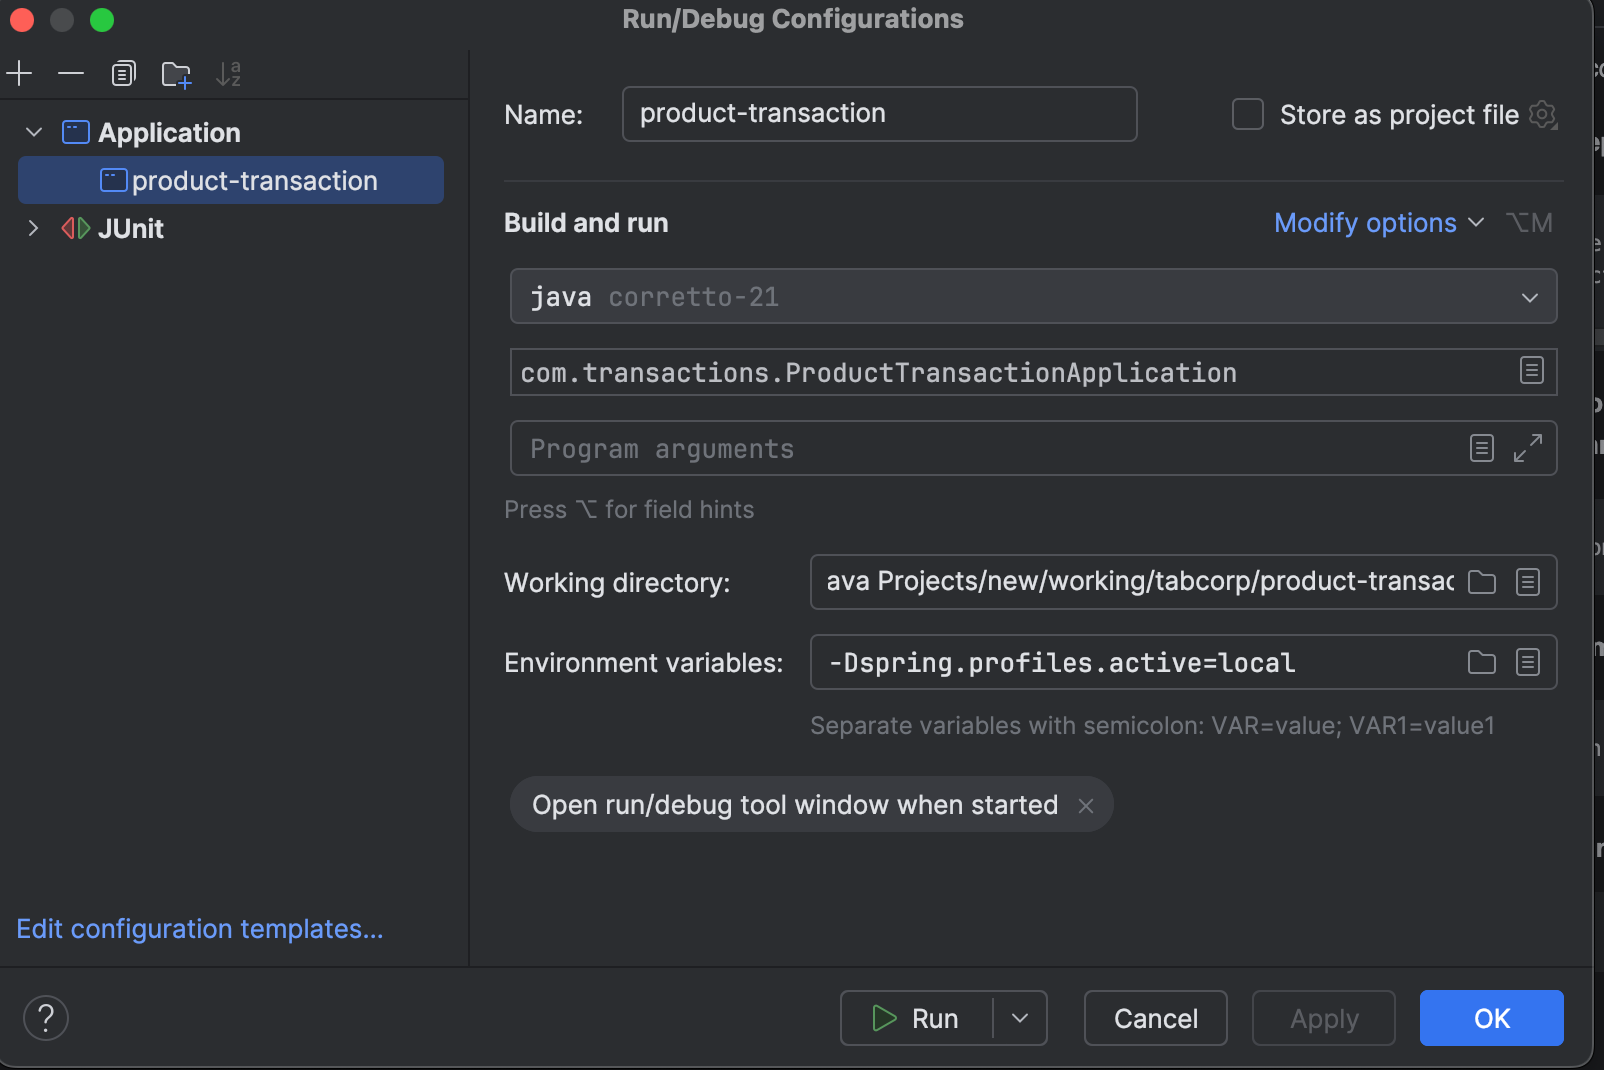 Run/Debug Configurations
Application
product-transaction
JUnit
Edit configuration templates...
Name: product-transaction
Store as project file
Build and run
Modify options ⌥M
java corretto-21
com.transactions.ProductTransactionApplication
Program arguments
Press ⌥ for field hints
Working directory: ava Projects/new/working/tabcorp/product-transac
Environment variables: -Dspring.profiles.active=local
Separate variables with semicolon: VAR=value; VAR1=value1
Open run/debug tool window when started
?
Run
Cancel
Apply
OK